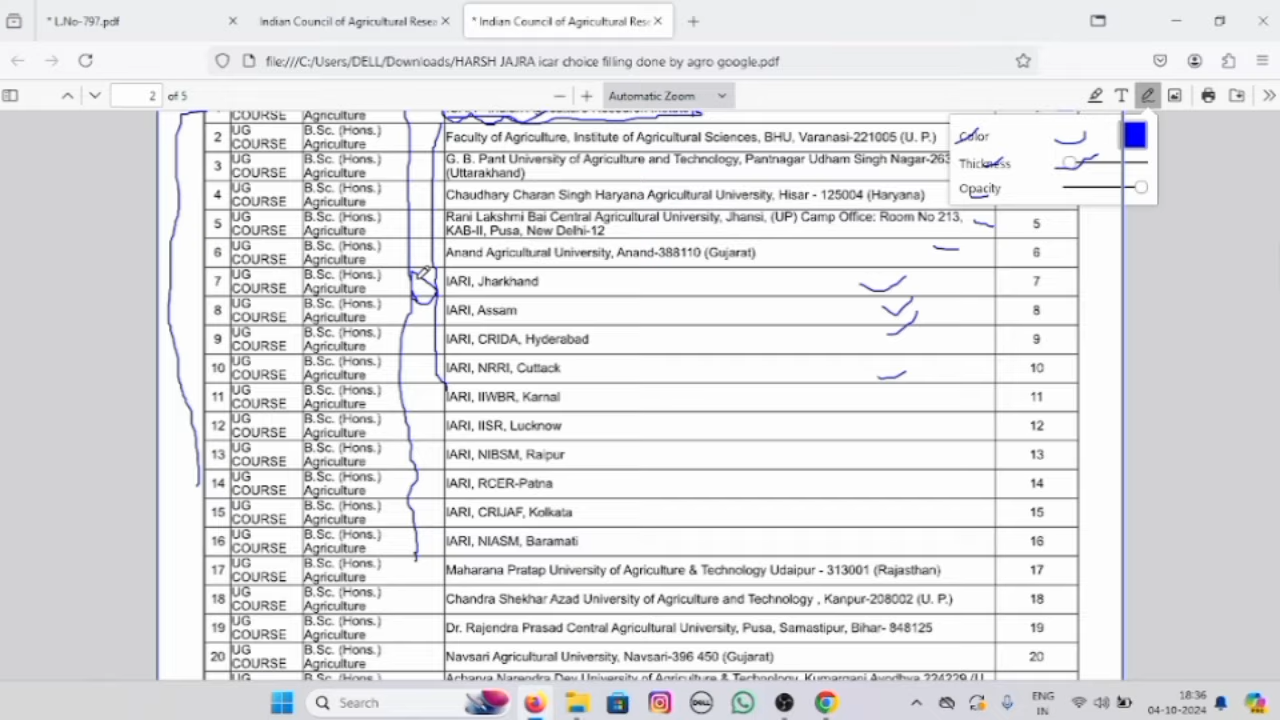 * L.No-797.pdf
Indian Council of Agricultural Resea
* Indian Council of Agricultural Rese
file:///C:/Users/DELL/Downloads/HARSH JAJRA icar choice filling done by agro google.pdf
2 of 5
Automatic Zoom
Color
Thickness
Opacity
COURSE Agriculture
2 UG COURSE B.Sc. (Hons.) Agriculture Faculty of Agriculture, Institute of Agricultural Sciences, BHU, Varanasi-221005 (U. P.)
3 UG COURSE B.Sc. (Hons.) Agriculture G. B. Pant University of Agriculture and Technology, Pantnagar Udham Singh Nagar-263
(Uttarakhand)
4 UG COURSE B.Sc. (Hons.) Agriculture Chaudhary Charan Singh Haryana Agricultural University, Hisar - 125004 (Haryana)
5 UG COURSE B.Sc. (Hons.) Agriculture Rani Lakshmi Bai Central Agricultural University, Jhansi, (UP) Camp Office: Room No 213,
KAB-II, Pusa, New Delhi-12 5
6 UG COURSE B.Sc. (Hons.) Agriculture Anand Agricultural University, Anand-388110 (Gujarat) 6
7 UG COURSE B.Sc. (Hons.) Agriculture IARI, Jharkhand 7
8 UG COURSE B.Sc. (Hons.) Agriculture IARI, Assam 8
9 UG COURSE B.Sc. (Hons.) Agriculture IARI, CRIDA, Hyderabad 9
10 UG COURSE B.Sc. (Hons.) Agriculture IARI, NRRI, Cuttack 10
11 UG COURSE B.Sc. (Hons.) Agriculture IARI, IIWBR, Karnal 11
12 UG COURSE B.Sc. (Hons.) Agriculture IARI, IISR, Lucknow 12
13 UG COURSE B.Sc. (Hons.) Agriculture IARI, NIBSM, Raipur 13
14 UG COURSE B.Sc. (Hons.) Agriculture IARI, RCER-Patna 14
15 UG COURSE B.Sc. (Hons.) Agriculture IARI, CRIJAF, Kolkata 15
16 UG COURSE B.Sc. (Hons.) Agriculture IARI, NIASM, Baramati 16
17 UG COURSE B.Sc. (Hons.) Agriculture Maharana Pratap University of Agriculture & Technology Udaipur - 313001 (Rajasthan) 17
18 UG COURSE B.Sc. (Hons.) Agriculture Chandra Shekhar Azad University of Agriculture and Technology , Kanpur-208002 (U. P.) 18
19 UG COURSE B.Sc. (Hons.) Agriculture Dr. Rajendra Prasad Central Agricultural University, Pusa, Samastipur, Bihar- 848125 19
20 UG COURSE B.Sc. (Hons.) Agriculture Navsari Agricultural University, Navsari-396 450 (Gujarat) 20
UG B.Sc. (Hons.) Acharya Narendra Dev University of Agriculture & Technology, Kumarganj Ayodhya 224229 (U
Search
DELL
ENG
IN
18:36
04-10-2024